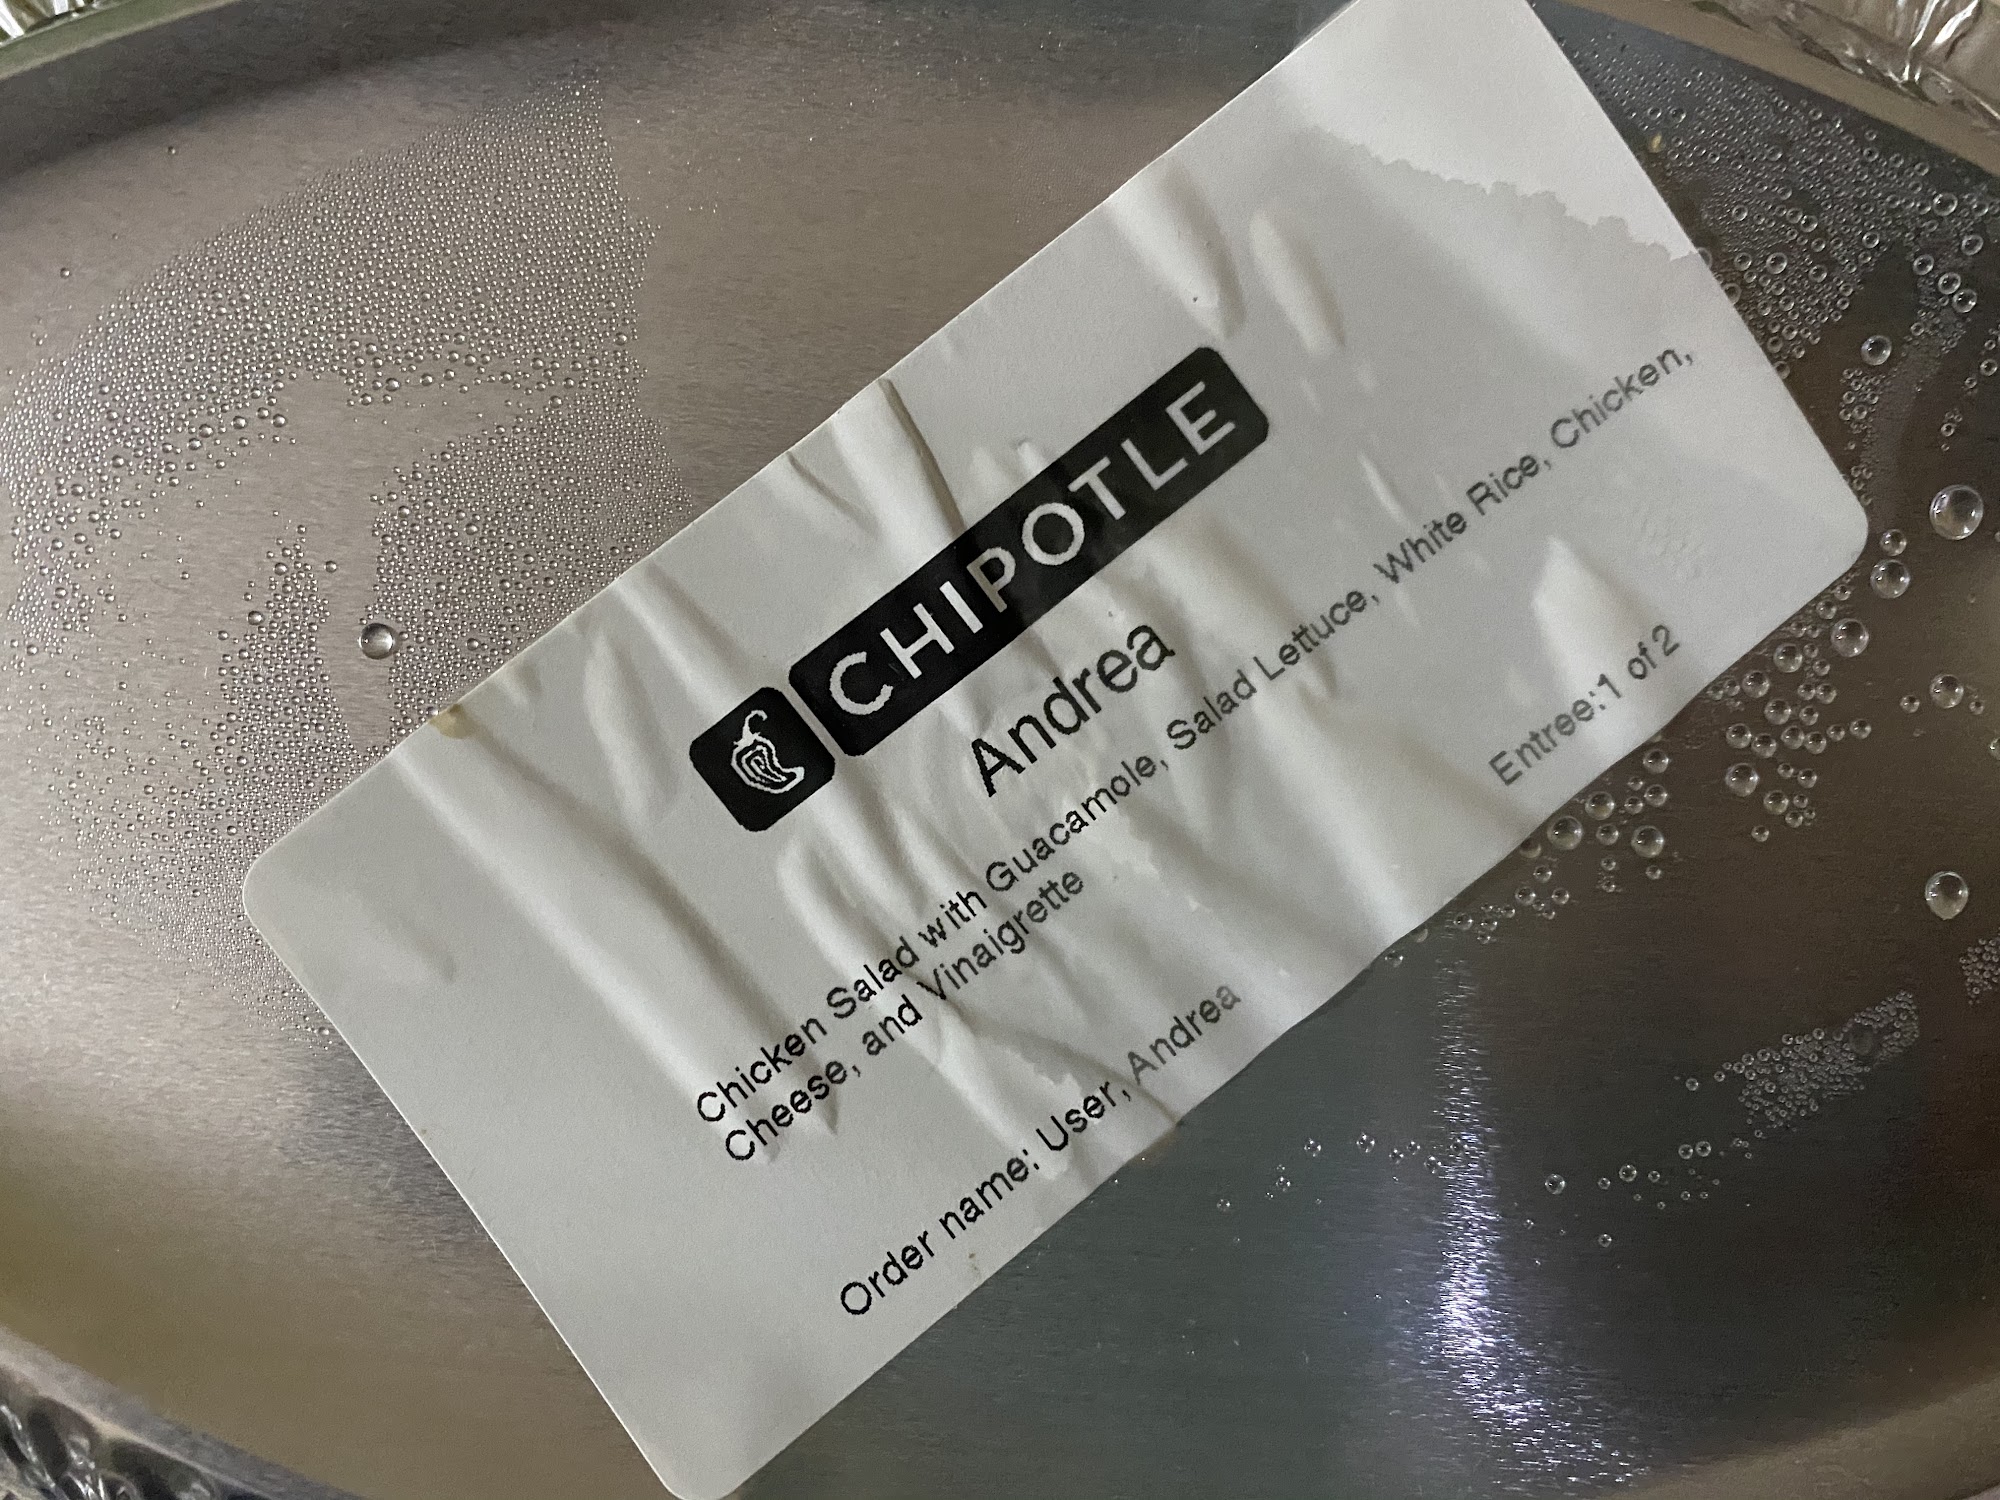 CHIPOTLE
Andrea
Chicken Salad with Guacamole, Salad Lettuce, White Rice, Chicken,
Cheese, and Vinaigrette
Entree:1 of 2
Order name: User, Andrea